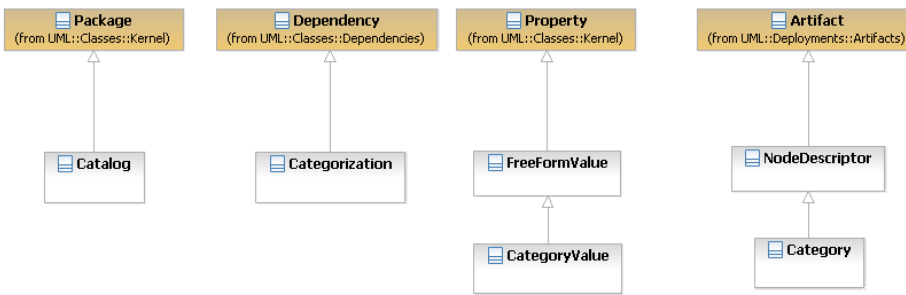 Package
(from UML::Classes::Kernel)
Dependency
(from UML::Classes::Dependencies)
Property
(from UML::Classes::Kernel)
Artifact
(from UML::Deployments::Artifacts)
Catalog
Categorization
FreeFormValue
NodeDescriptor
CategoryValue
Category